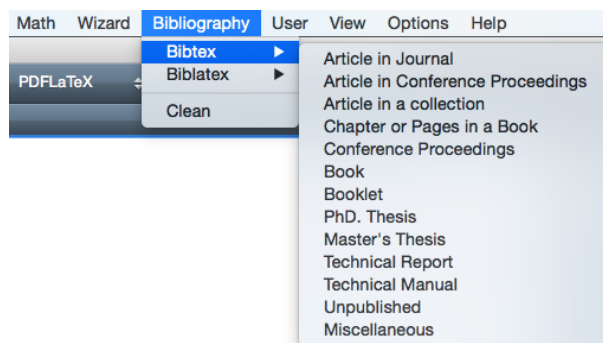 Math Wizard Bibliography User View Options Help
Bibtex
PDFLaTeX Biblatex
Clean
Article in Journal
Article in Conference Proceedings
Article in a collection
Chapter or Pages in a Book
Conference Proceedings
Book
Booklet
PhD. Thesis
Master's Thesis
Technical Report
Technical Manual
Unpublished
Miscellaneous